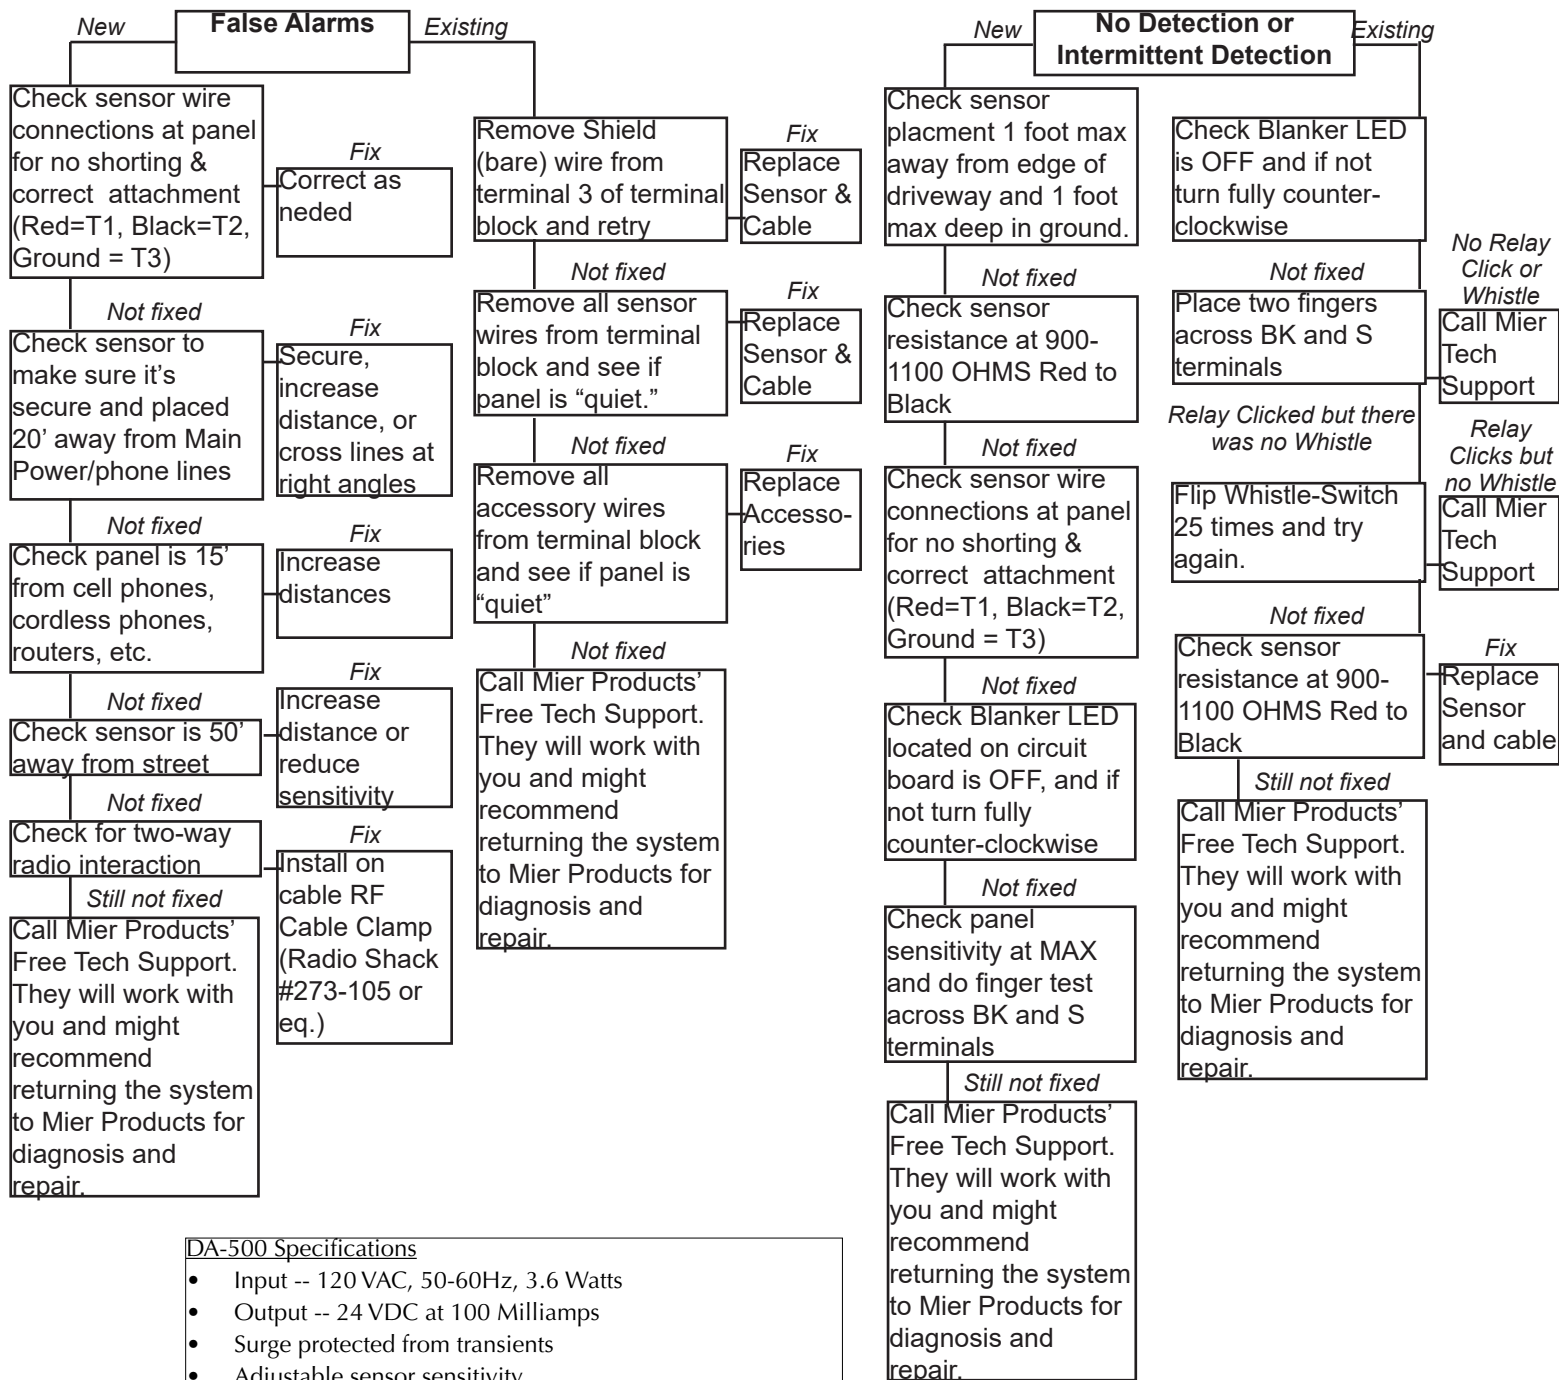 False Alarms
New
Existing
Check sensor wire
connections at panel
for no shorting &
correct attachment
(Red=T1, Black=T2,
Ground = T3)
Fix
Correct as
neded
Not fixed
Check sensor to
make sure it's
secure and placed
20' away from Main
Power/phone lines
Fix
Secure,
increase
distance, or
cross lines at
right angles
Not fixed
Check panel is 15'
from cell phones,
cordless phones,
routers, etc.
Fix
Increase
distances
Not fixed
Check sensor is 50'
away from street
Fix
Increase
distance or
reduce
sensitivity
Not fixed
Check for two-way
radio interaction
Fix
Install on
cable RF
Cable Clamp
(Radio Shack
#273-105 or
eq.)
Still not fixed
Call Mier Products'
Free Tech Support.
They will work with
you and might
recommend
returning the system
to Mier Products for
diagnosis and
repair.
Remove Shield
(bare) wire from
terminal 3 of terminal
block and retry
Fix
Replace
Sensor &
Cable
Not fixed
Remove all sensor
wires from terminal
block and see if
panel is “quiet.”
Fix
Replace
Sensor &
Cable
Not fixed
Remove all
accessory wires
from terminal block
and see if panel is
“quiet”
Fix
Replace
Accesso-
ries
Not fixed
Call Mier Products'
Free Tech Support.
They will work with
you and might
recommend
returning the system
to Mier Products for
diagnosis and
repair.
No Detection or
Intermittent Detection
New
Existing
Check sensor
placment 1 foot max
away from edge of
driveway and 1 foot
max deep in ground.
Not fixed
Check sensor
resistance at 900-
1100 OHMS Red to
Black
Not fixed
Check sensor wire
connections at panel
for no shorting &
correct attachment
(Red=T1, Black=T2,
Ground = T3)
Not fixed
Check Blanker LED
located on circuit
board is OFF, and if
not turn fully
counter-clockwise
Not fixed
Check panel
sensitivity at MAX
and do finger test
across BK and S
terminals
Still not fixed
Call Mier Products'
Free Tech Support.
They will work with
you and might
recommend
returning the system
to Mier Products for
diagnosis and
repair.
Check Blanker LED
is OFF and if not
turn fully counter-
clockwise
Not fixed
Place two fingers
across BK and S
terminals
No Relay
Click or
Whistle
Call Mier
Tech
Support
Relay Clicked but there
was no Whistle
Flip Whistle-Switch
25 times and try
again.
Relay
Clicks but
no Whistle
Call Mier
Tech
Support
Not fixed
Check sensor
resistance at 900-
1100 OHMS Red to
Black
Fix
Replace
Sensor
and cable
Still not fixed
Call Mier Products'
Free Tech Support.
They will work with
you and might
recommend
returning the system
to Mier Products for
diagnosis and
repair.
DA-500 Specifications
• Input -- 120 VAC, 50-60Hz, 3.6 Watts
• Output -- 24 VDC at 100 Milliamps
• Surge protected from transients
• Adjustable sensor sensitivity